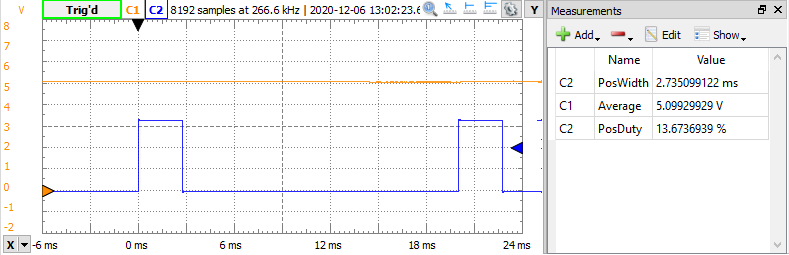 V Trig'd C1 C2 8192 samples at 266.6 kHz | 2020-12-06 13:02:23.6 Y
8
7
6
5
4
3
2
1
0
-1
-2
X -6 ms 0 ms 6 ms 12 ms 18 ms 24 ms
Measurements
Add Edit Show
Name Value
C2 PosWidth 2.735099122 ms
C1 Average 5.09929929 V
C2 PosDuty 13.6736939 %